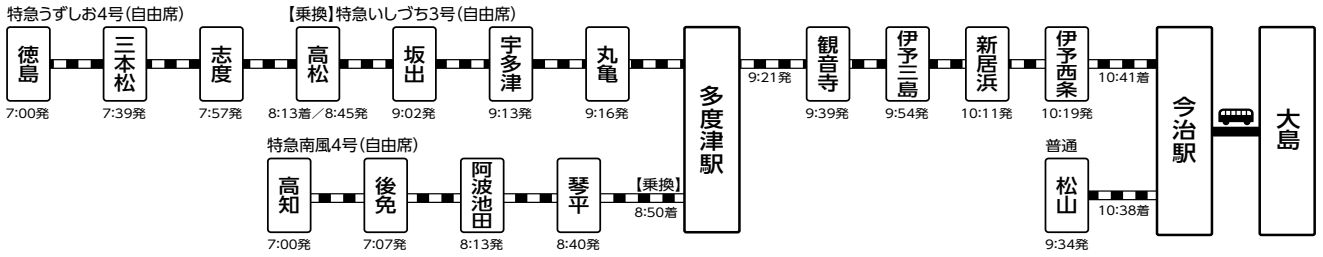 特急うずしお4号(自由席)
【乗換】特急いしづち3号(自由席)
徳島
三本松
志度
高松
坂出
宇多津
丸亀
多度津駅
観音寺
伊予三島
新居浜
伊予西条
今治駅
大島
9:21発
10:41着
7:00発
7:39発
7:57発
8:13着/8:45発
9:02発
9:13発
9:16発
9:39発
9:54発
10:11発
10:19発
特急南風4号(自由席)
普通
高知
後免
阿波池田
琴平
【乗換】
8:50着
松山
10:38着
7:00発
7:07発
8:13発
8:40発
9:34発